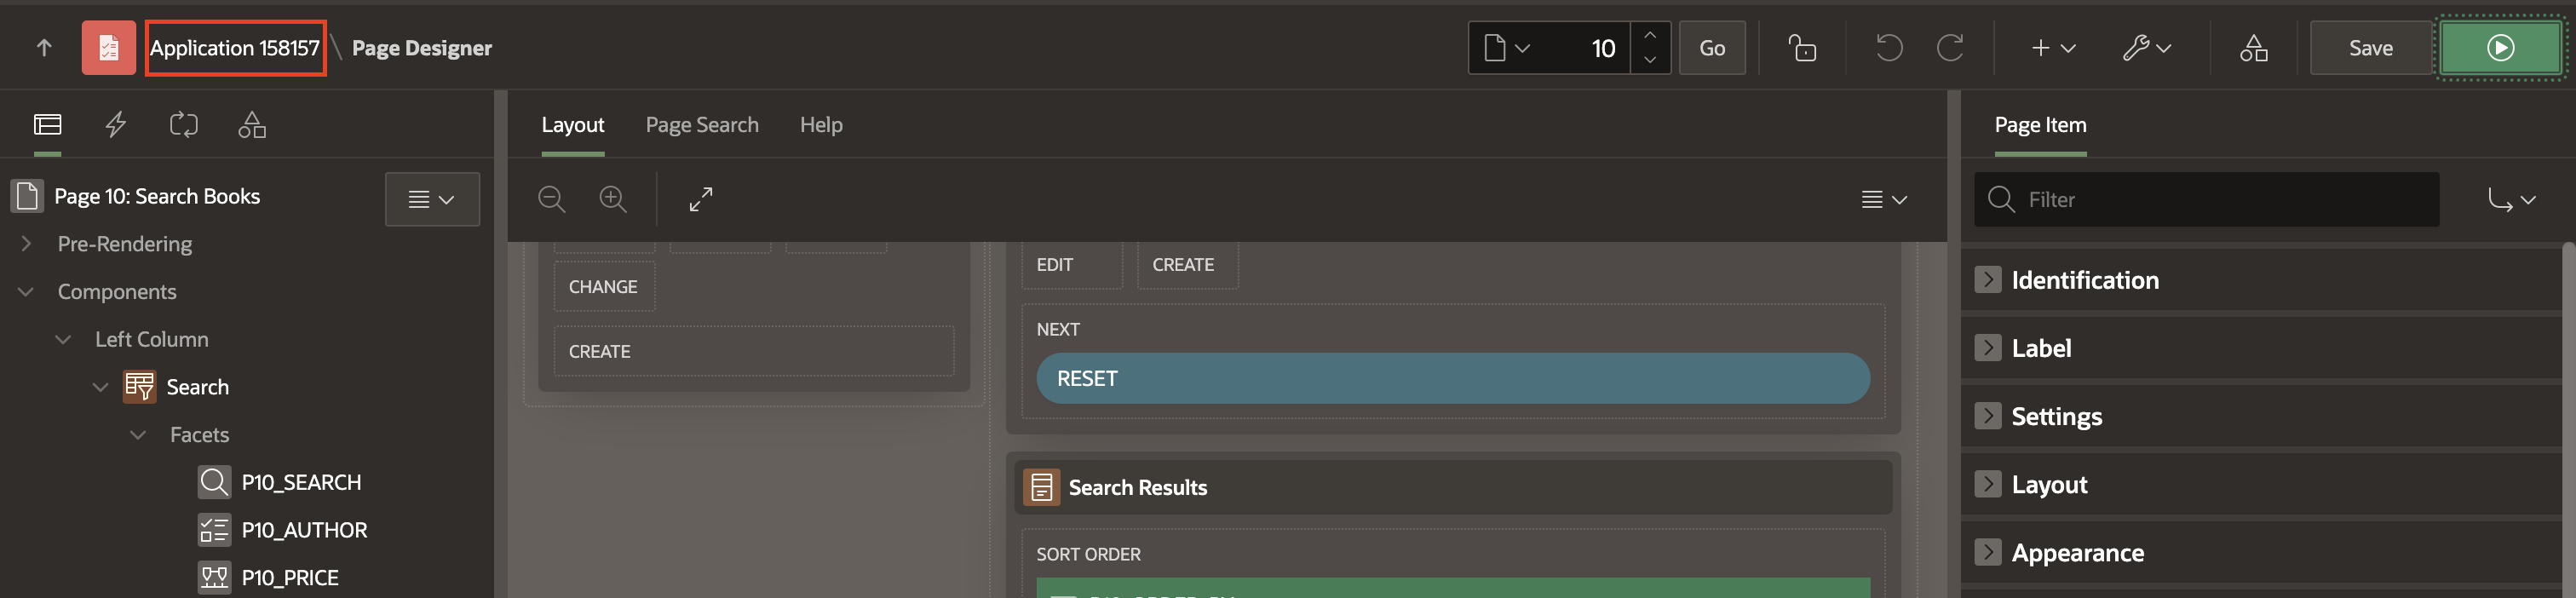 Application 158157 \ Page Designer
10
Go
Save
Layout
Page Search
Help
Page Item
Page 10: Search Books
Filter
Pre-Rendering
Components
Left Column
Search
Facets
P10_SEARCH
P10_AUTHOR
P10_PRICE
CHANGE
CREATE
EDIT
CREATE
NEXT
RESET
Search Results
SORT ORDER
Identification
Label
Settings
Layout
Appearance